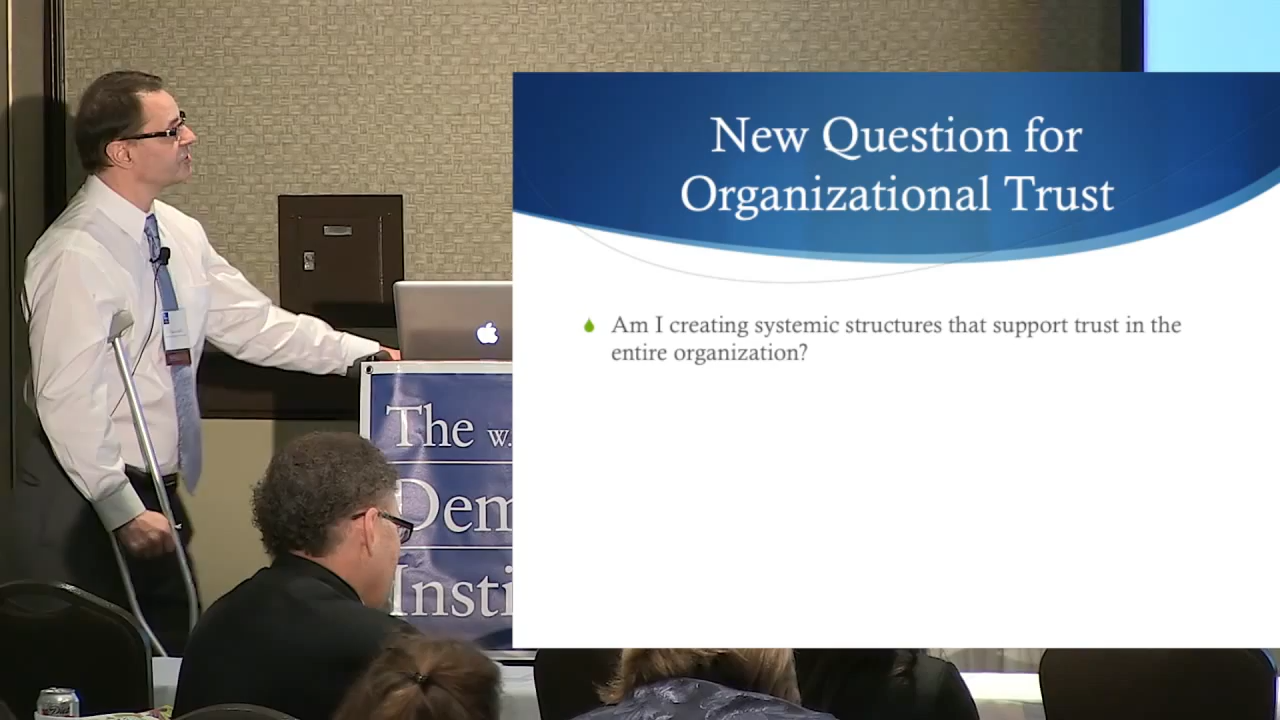 New Question for
Organizational Trust
Am I creating systemic structures that support trust in the
entire organization?
The W.
Dem
Insti